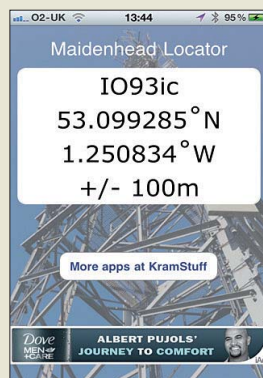 O2-UK 13:44 95%
Maidenhead Locator
IO93ic
53.099285°N
1.250834°W
+/- 100m
More apps at KramStuff
Dove MEN+CARE
ALBERT PUJOLS'
JOURNEY TO COMFORT
iAd